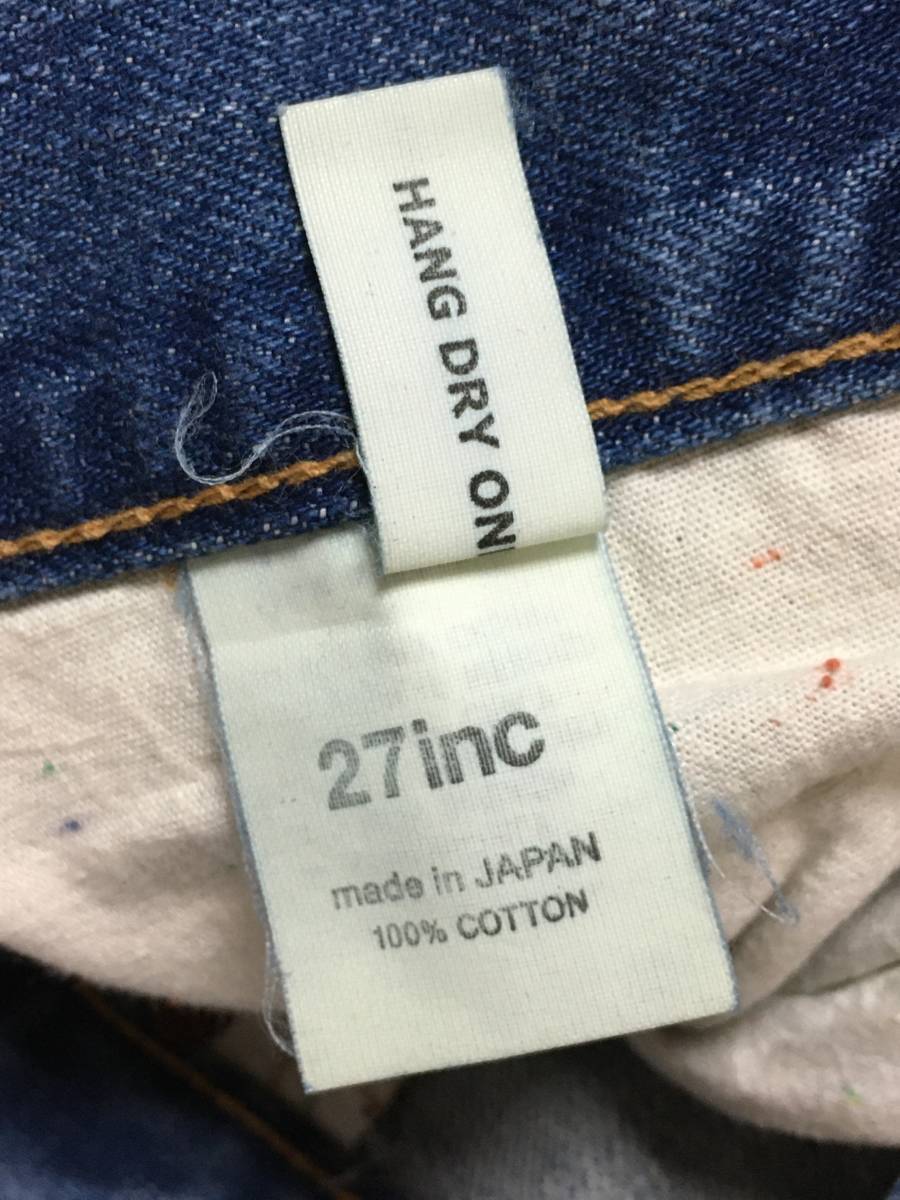 HANG DRY ON
27inc
made in JAPAN
100% COTTON